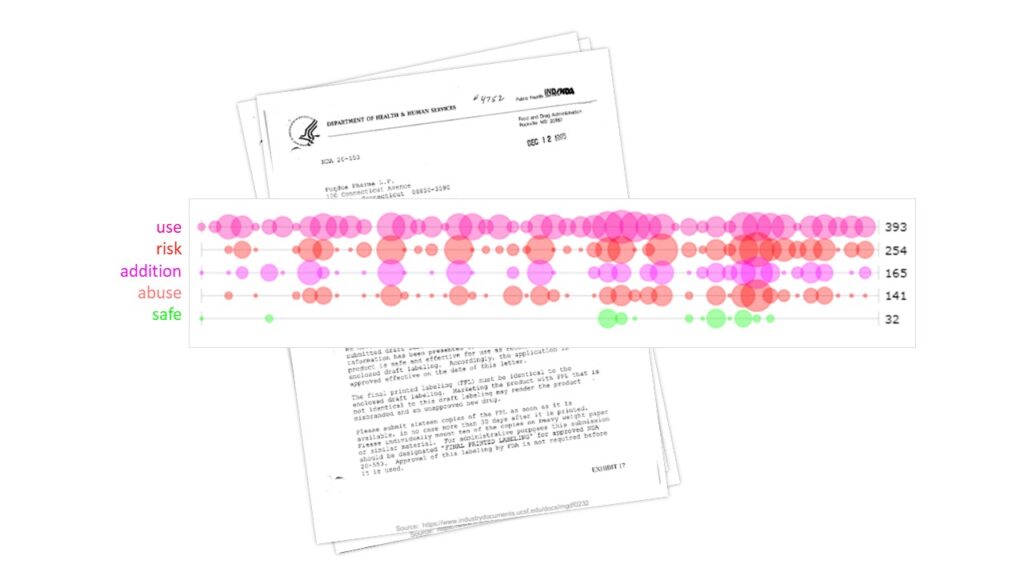 #4752
DEPARTMENT OF HEALTH & HUMAN SERVICES
Public Health
Food and Drug Administration
Rockville MD 20857
DEC 12 1995
NDA 20-553
Purdue Pharma L.P.
100 Connecticut Avenue
Connecticut 06850-3590
use 393
risk 254
addition 165
abuse 141
safe 32
submitted draft
information has been presented
product is safe and effective for use as
enclosed draft labeling. Accordingly, the application is
approved effective on the date of this letter.
The final printed labeling (FPL) must be identical to the
enclosed draft labeling. Marketing the product with FPL that is
not identical to this draft labeling may render the product
misbranded and an unapproved new drug.
Please submit sixteen copies of the FPL as soon as it is
available, in no case more than 30 days after it is printed.
Please individually mount ten of the copies on heavy weight paper
or similar material. For administrative purposes this submission
should be designated "FINAL PRINTED LABELING" for approved NDA
20-553. Approval of this labeling by FDA is not required before
it is used.
EXHIBIT 17
Source: https://www.industrydocuments.ucsf.edu/docs/mgdf0232
Source: